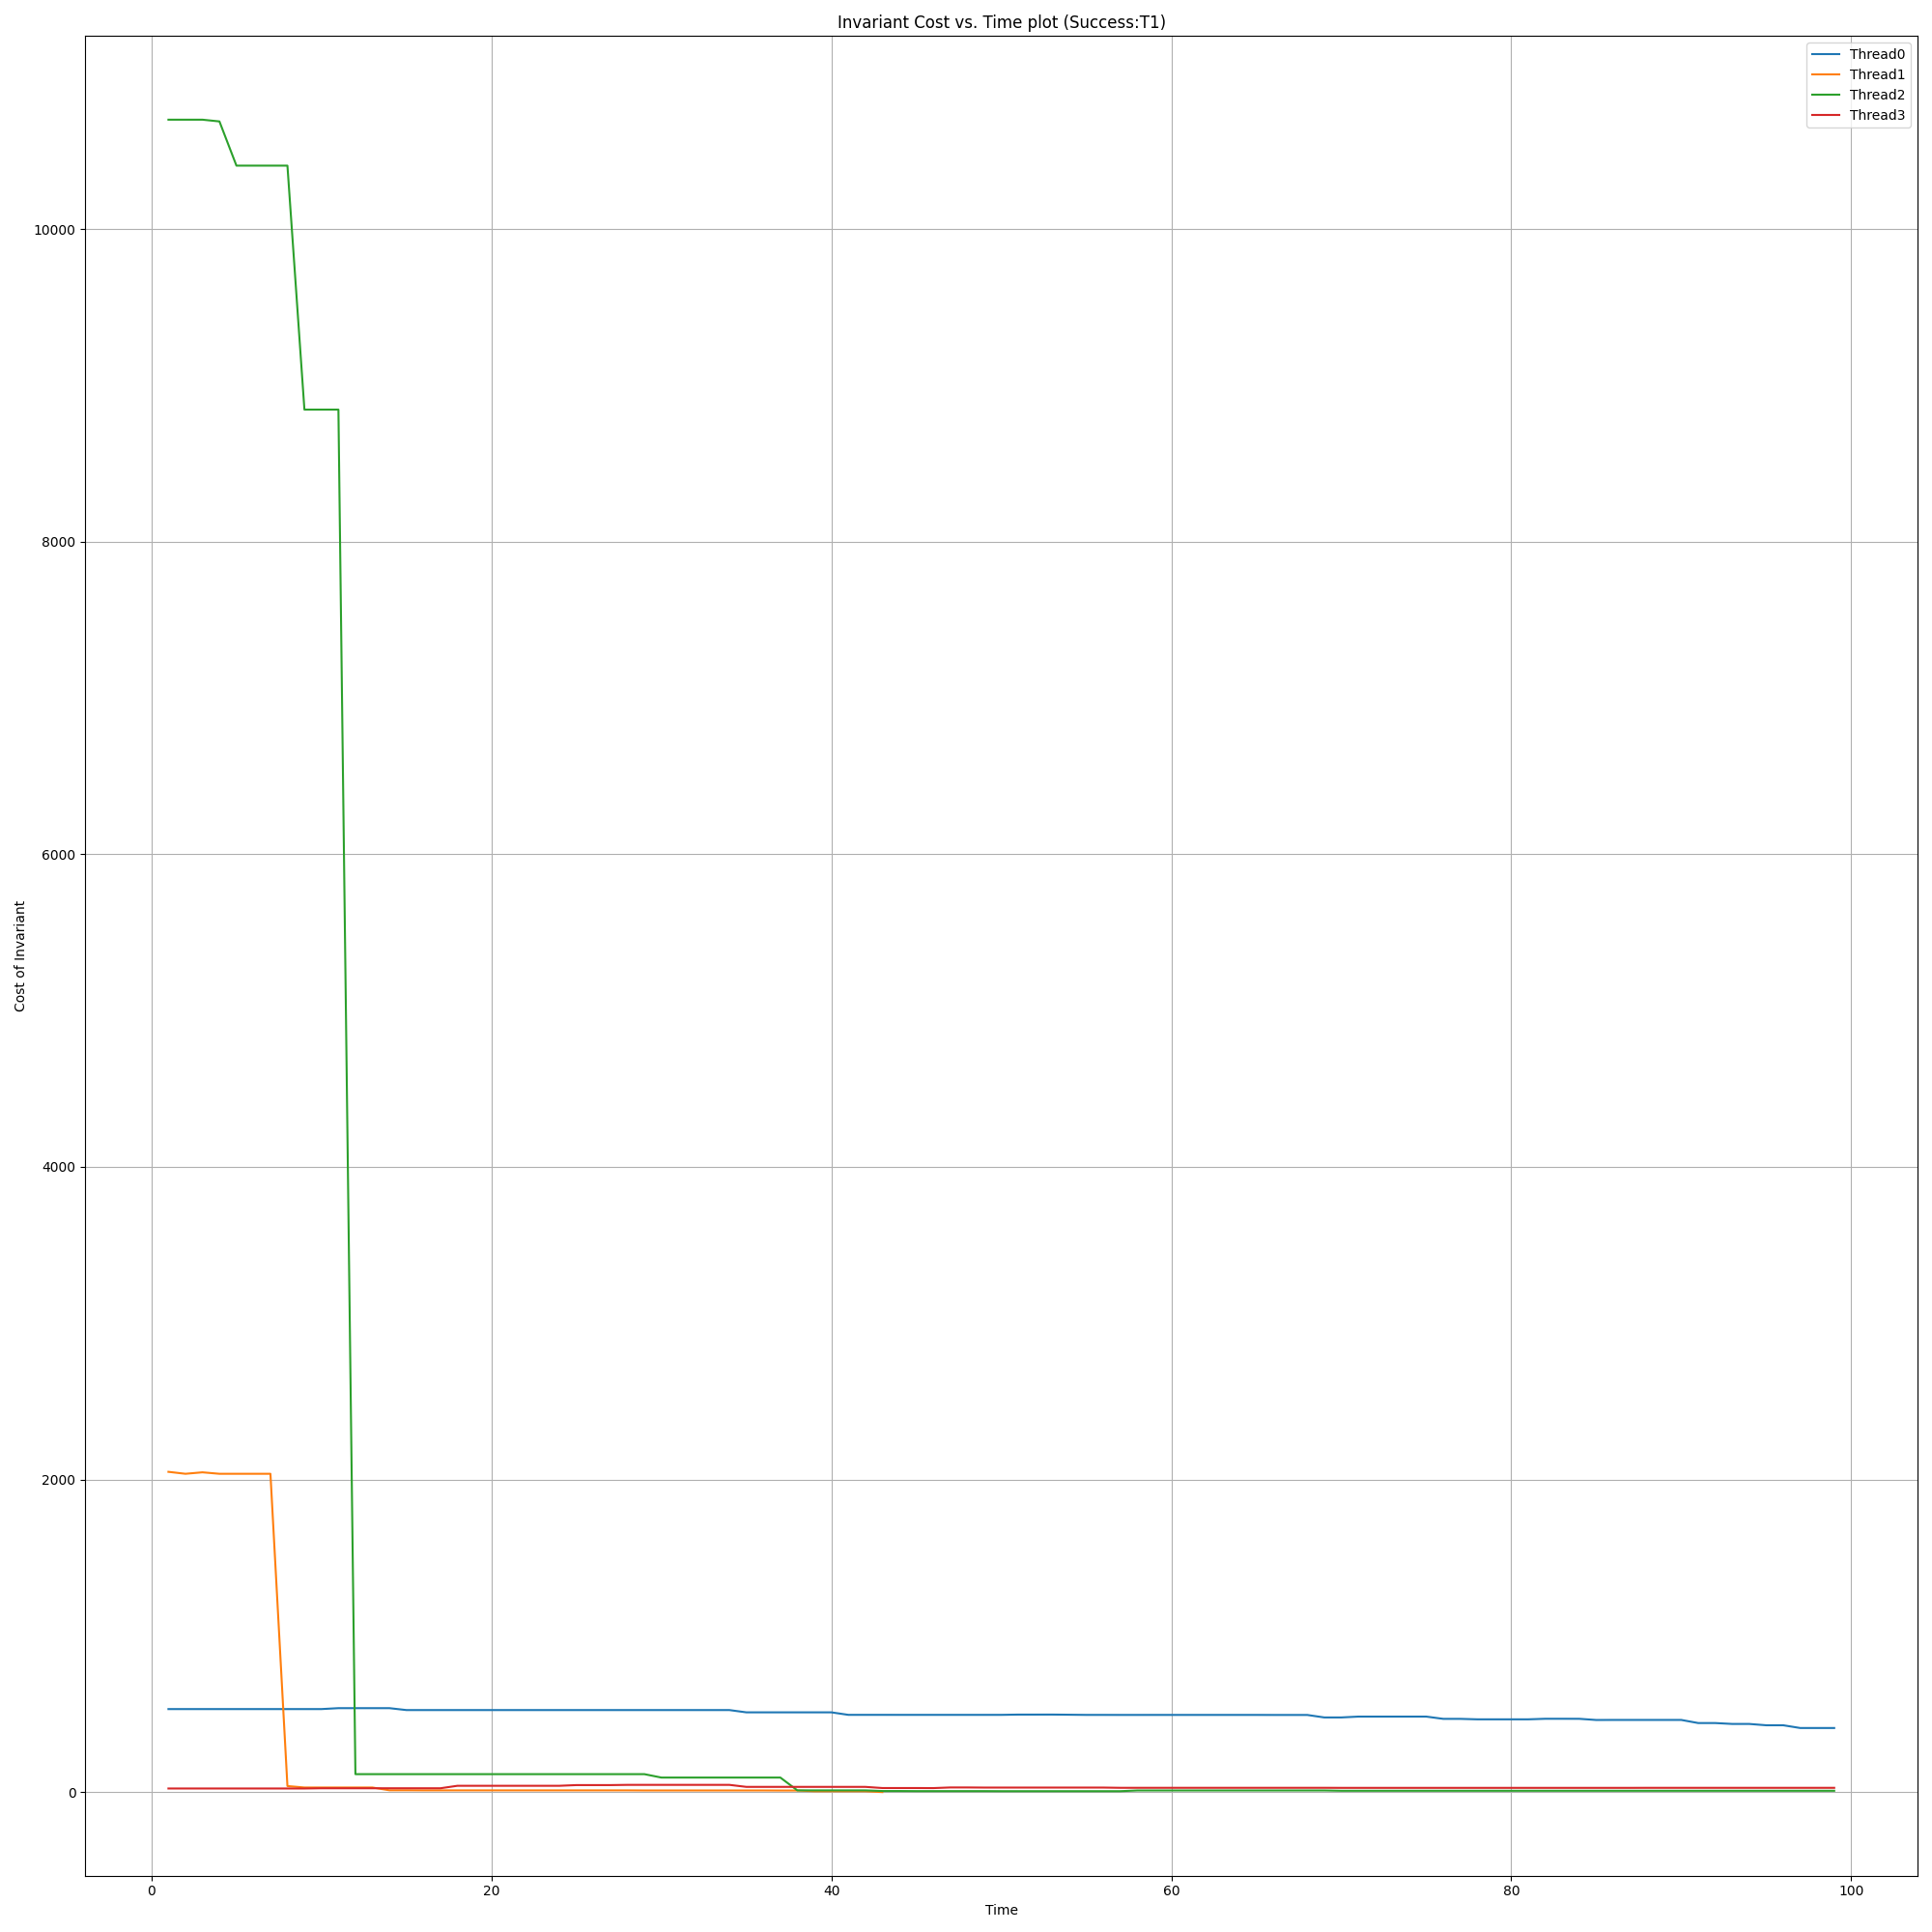 Invariant Cost vs. Time plot (Success:T1)
Thread0
Thread1
Thread2
Thread3
10000
8000
6000
4000
2000
0
Cost of Invariant
0 20 40 60 80 100
Time